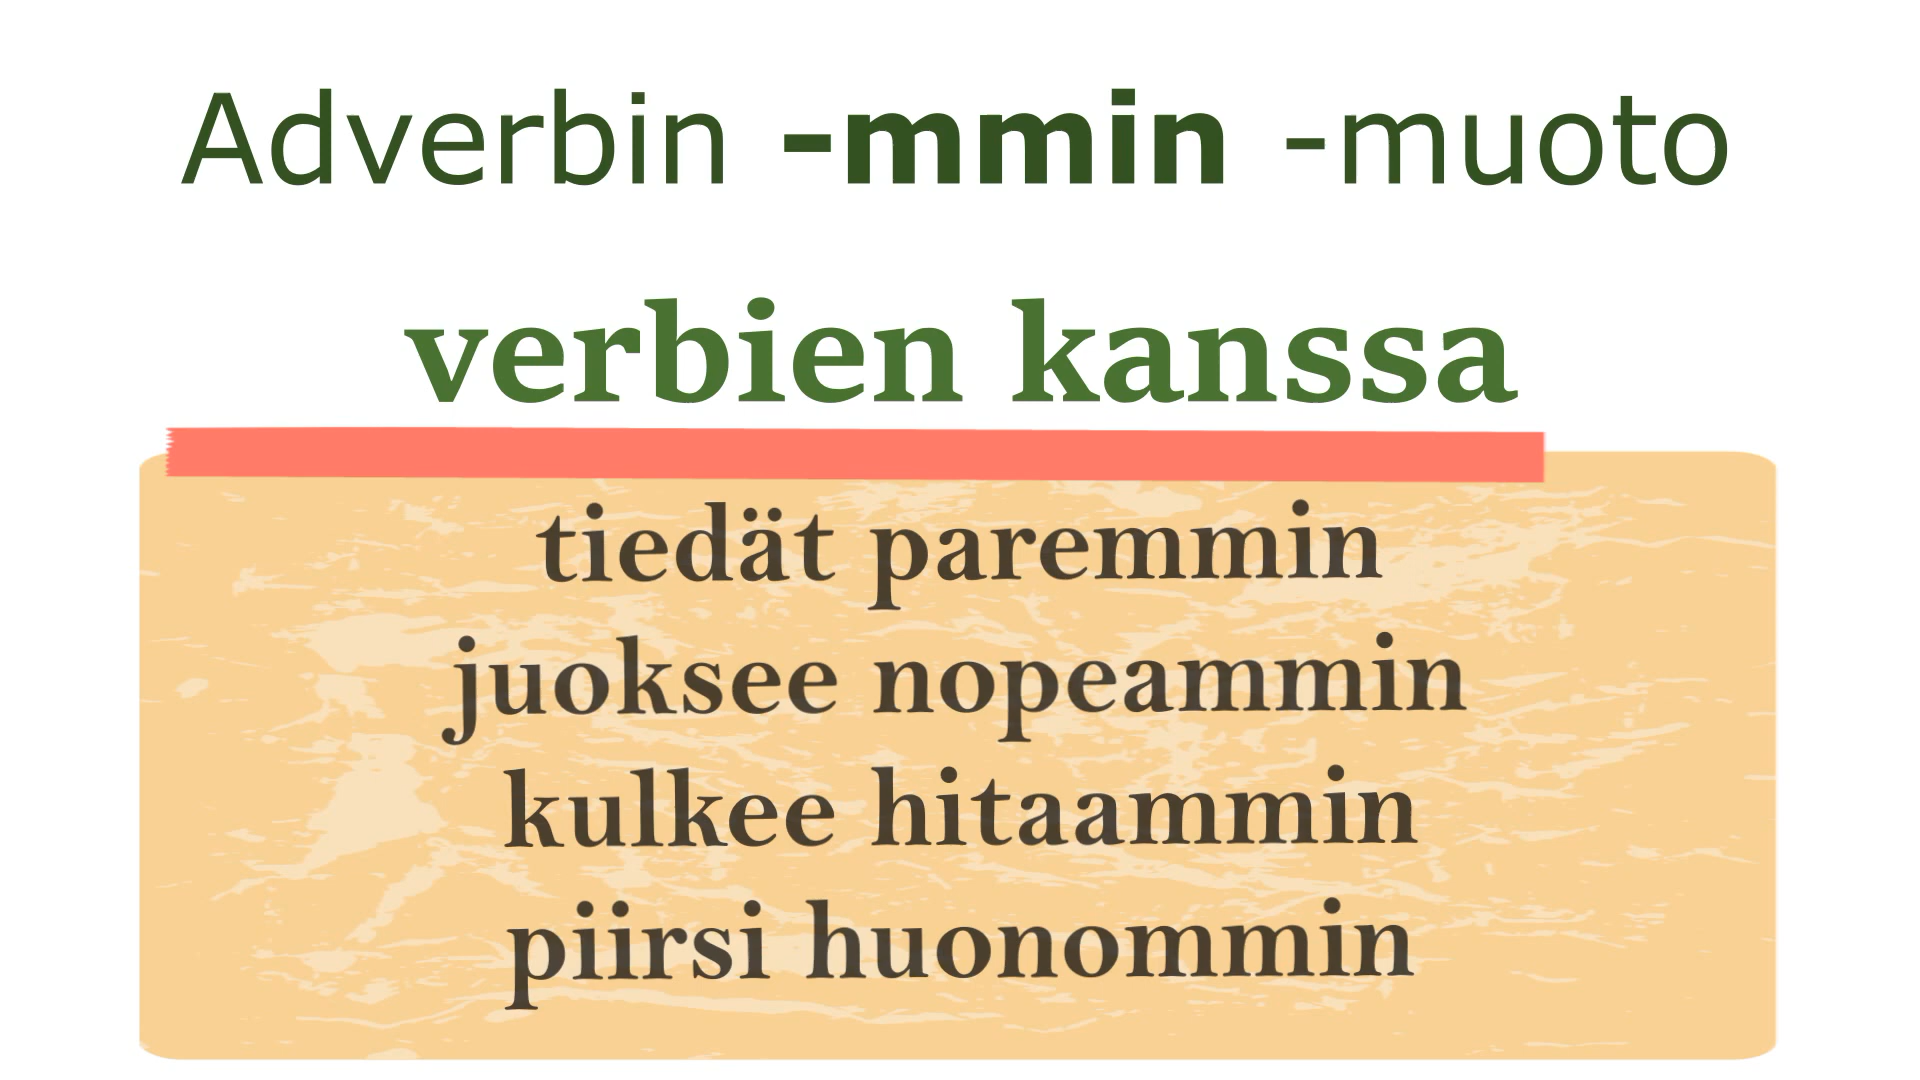 Adverbin -mmin -muoto
verbien kanssa
tiedät paremmin
juoksee nopeammin
kulkee hitaammin
piirsi huonommin